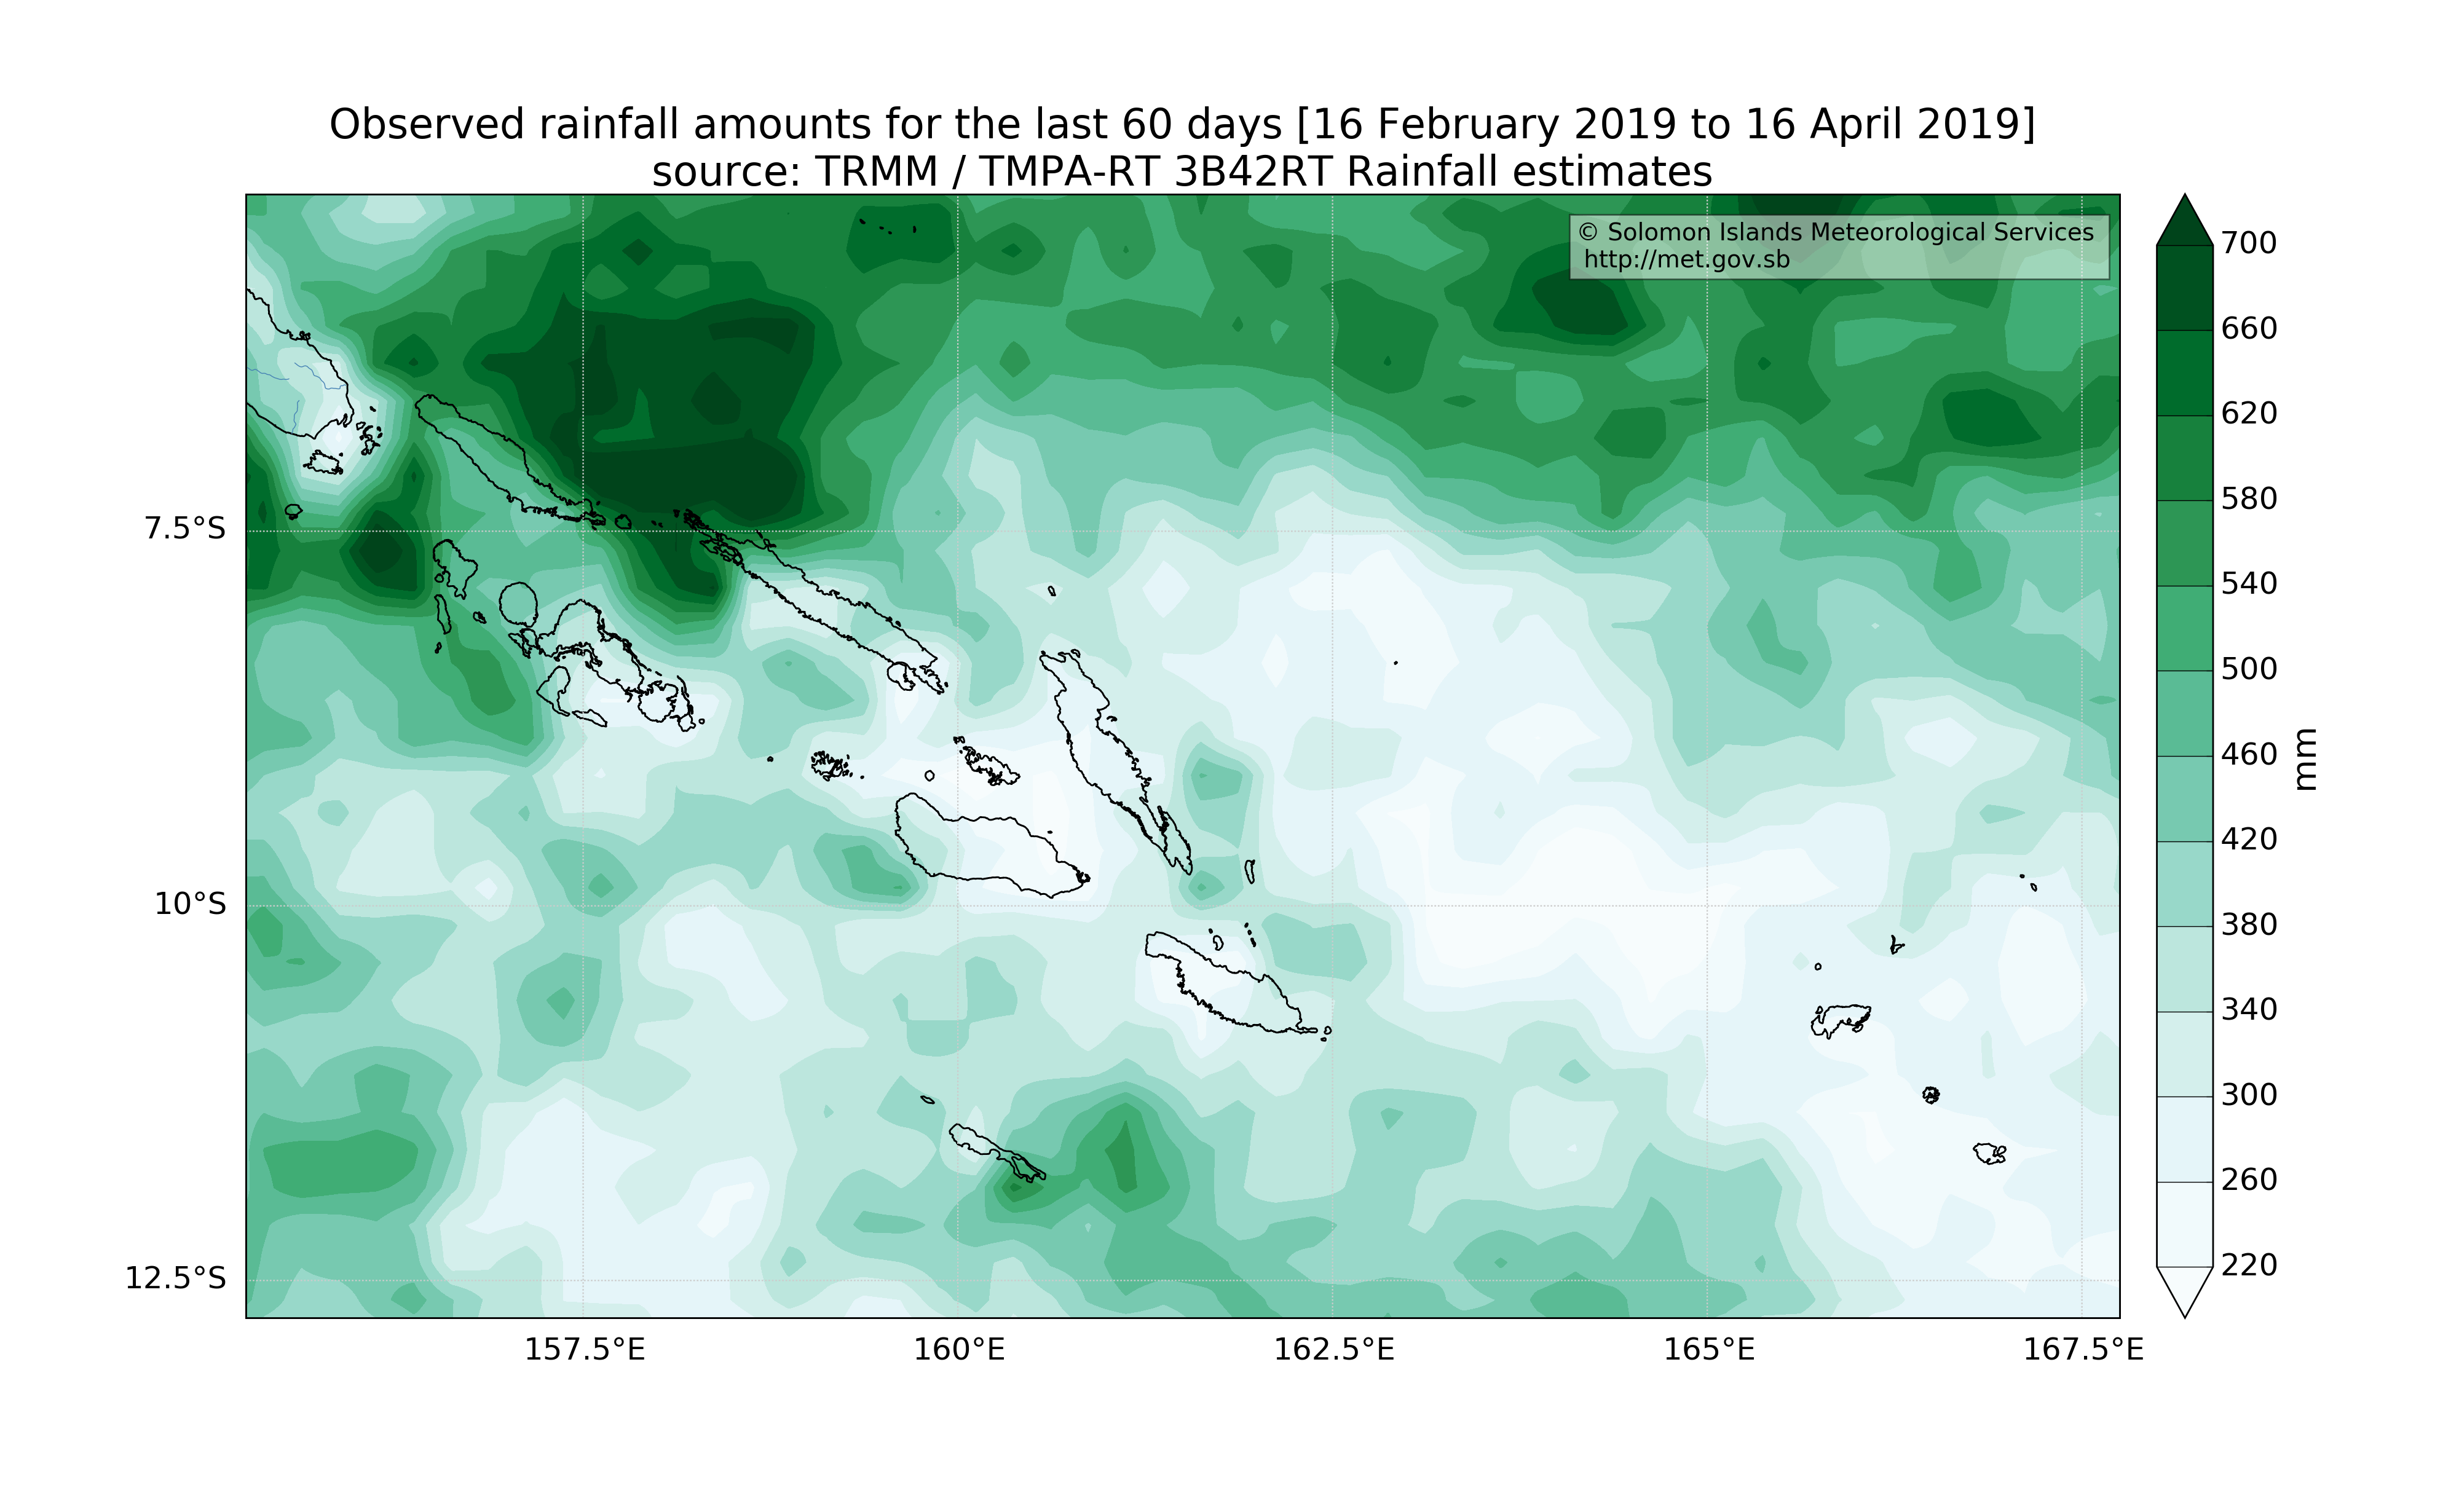 Observed rainfall amounts for the last 60 days [16 February 2019 to 16 April 2019]
source: TRMM / TMPA-RT 3B42RT Rainfall estimates
© Solomon Islands Meteorological Services
http://met.gov.sb
7.5°S
10°S
12.5°S
157.5°E
160°E
162.5°E
165°E
167.5°E
700
660
620
580
540
500
460
420
380
340
300
260
220
mm